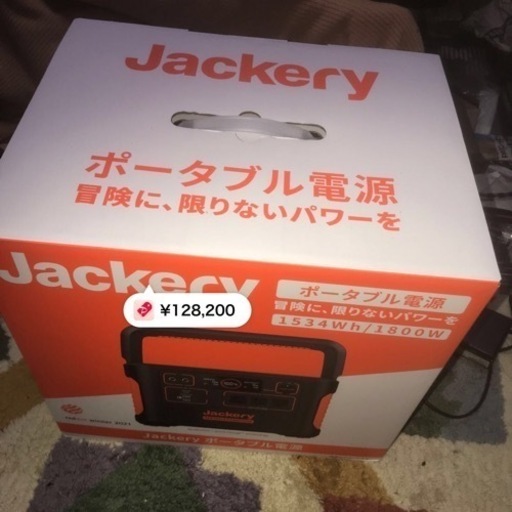 Jackery
ポータブル電源
冒険に、限りないパワーを
Jackery
ポータブル電源
冒険に、限りないパワーを
1534Wh/1800W
¥128,200
Jackery
Jackery ポータブル電源